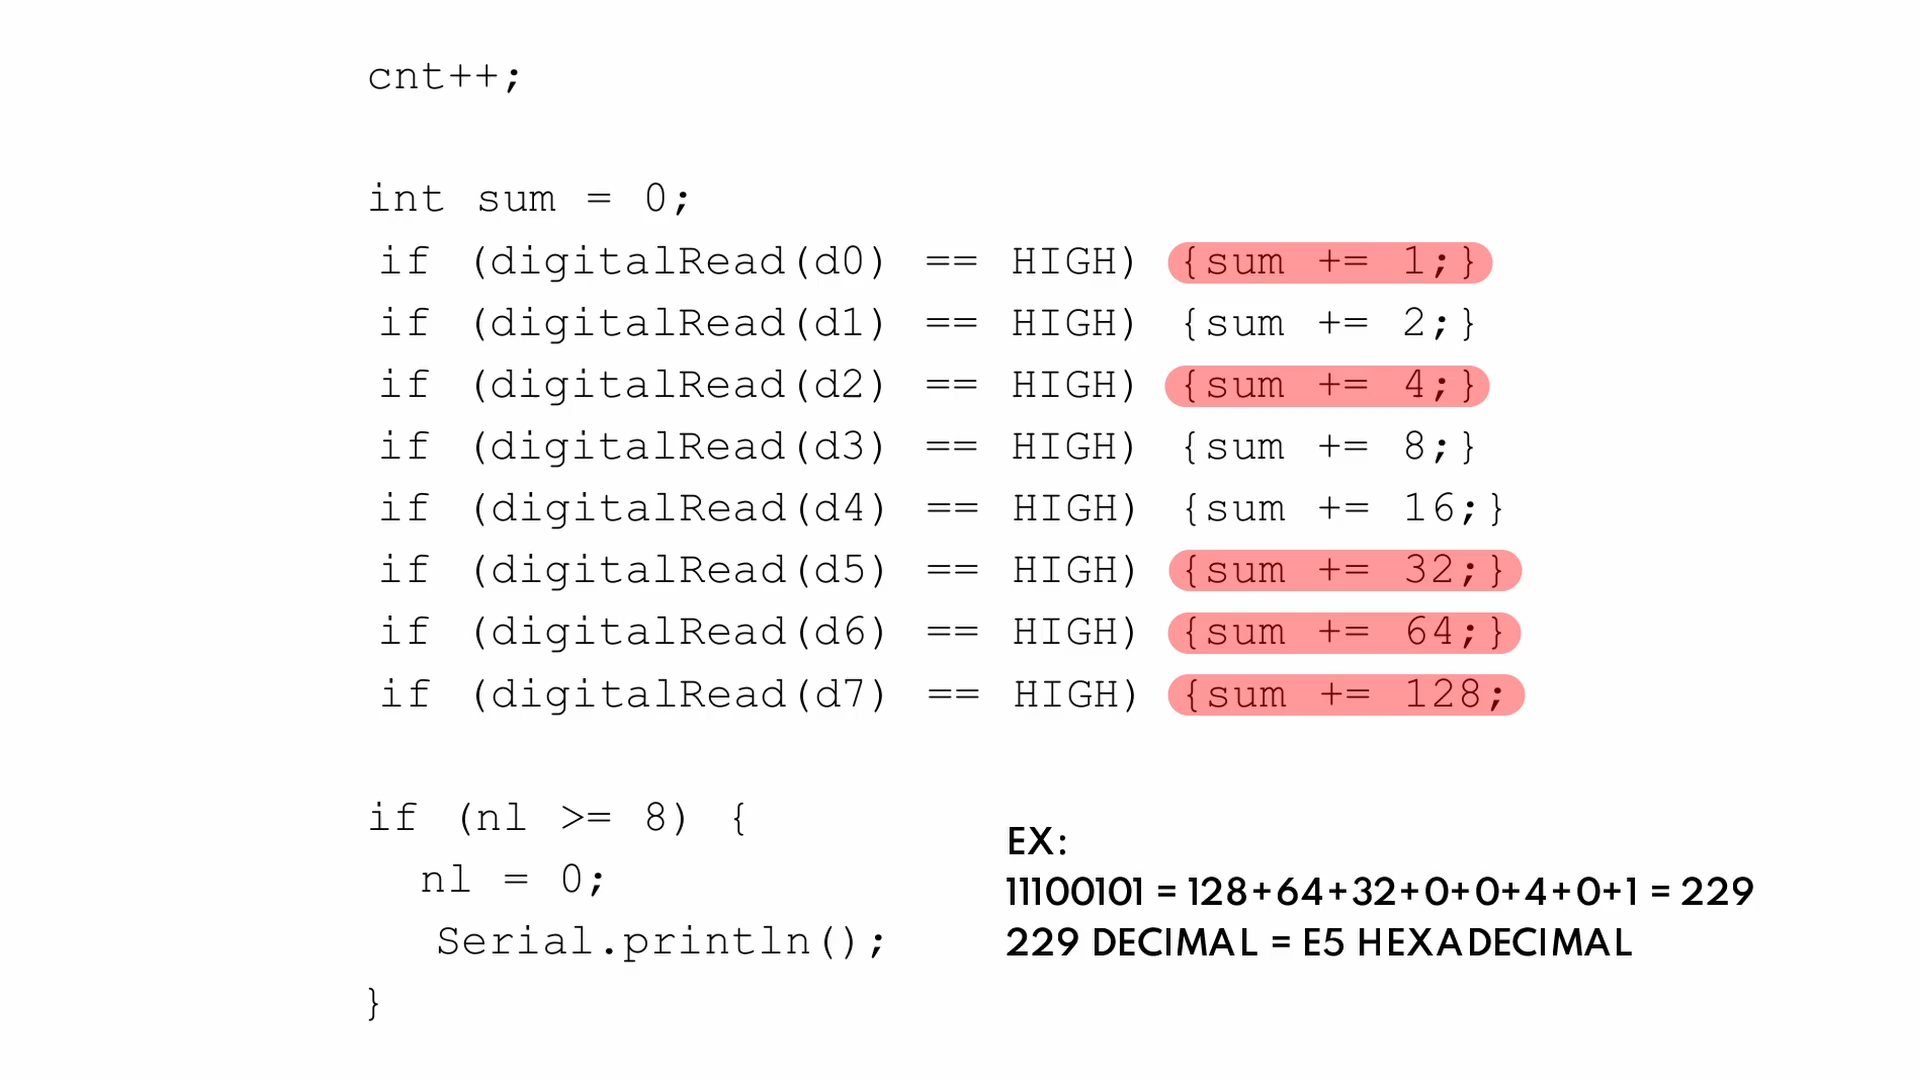 cnt++;
int sum = 0;
if (digitalRead(d0) == HIGH) {sum += 1;}
if (digitalRead(d1) == HIGH) {sum += 2;}
if (digitalRead(d2) == HIGH) {sum += 4;}
if (digitalRead(d3) == HIGH) {sum += 8;}
if (digitalRead(d4) == HIGH) {sum += 16;}
if (digitalRead(d5) == HIGH) {sum += 32;}
if (digitalRead(d6) == HIGH) {sum += 64;}
if (digitalRead(d7) == HIGH) {sum += 128;
if (nl >= 8) {
nl = 0;
Serial.println();
}
EX:
11100101 = 128+64+32+0+0+4+0+1 = 229
229 DECIMAL = E5 HEXADECIMAL